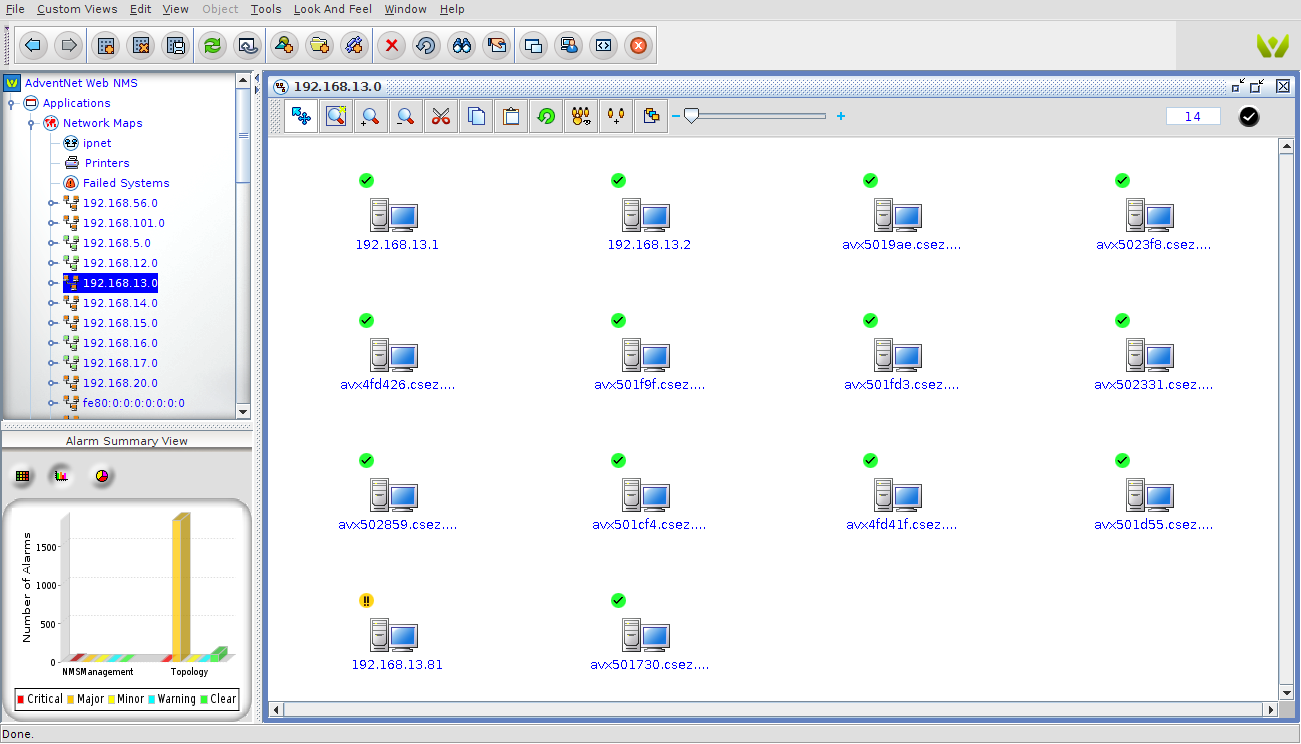 File Custom Views Edit View Object Tools Look And Feel Window Help
AdventNet Web NMS
Applications
Network Maps
ipnet
Printers
Failed Systems
192.168.56.0
192.168.101.0
192.168.5.0
192.168.12.0
192.168.13.0
192.168.14.0
192.168.15.0
192.168.16.0
192.168.17.0
192.168.20.0
fe80:0:0:0:0:0:0:0
Alarm Summary View
Number of Alarms
1500
1000
500
0
NMSManagement Topology
Critical Major Minor Warning Clear
192.168.13.0
14
192.168.13.1 192.168.13.2 avx5019ae.csez.... avx5023f8.csez....
avx4fd426.csez.... avx501f9f.csez.... avx501fd3.csez.... avx502331.csez....
avx502859.csez.... avx501cf4.csez.... avx4fd41f.csez.... avx501d55.csez....
192.168.13.81 avx501730.csez....
Done.